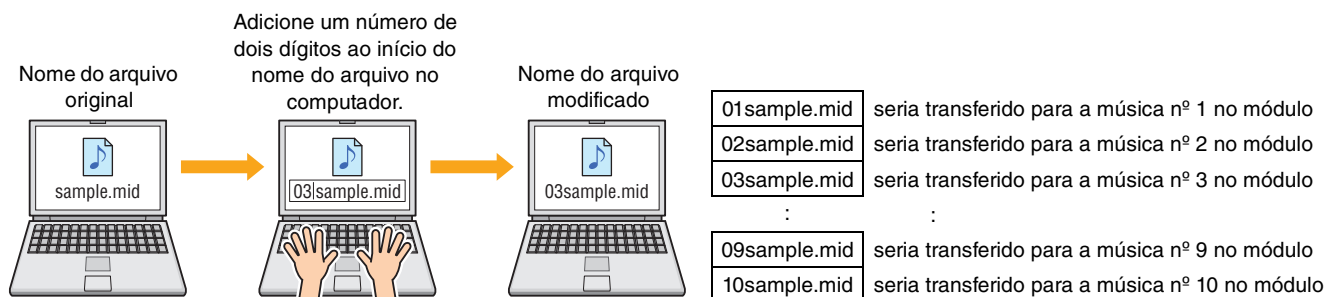 Nome do arquivo
original
sample.mid
Adicione um número de
dois dígitos ao início do
nome do arquivo no
computador.
03sample.mid
Nome do arquivo
modificado
03sample.mid
01sample.mid seria transferido para a música nº 1 no módulo
02sample.mid seria transferido para a música nº 2 no módulo
03sample.mid seria transferido para a música nº 3 no módulo
: :
09sample.mid seria transferido para a música nº 9 no módulo
10sample.mid seria transferido para a música nº 10 no módulo